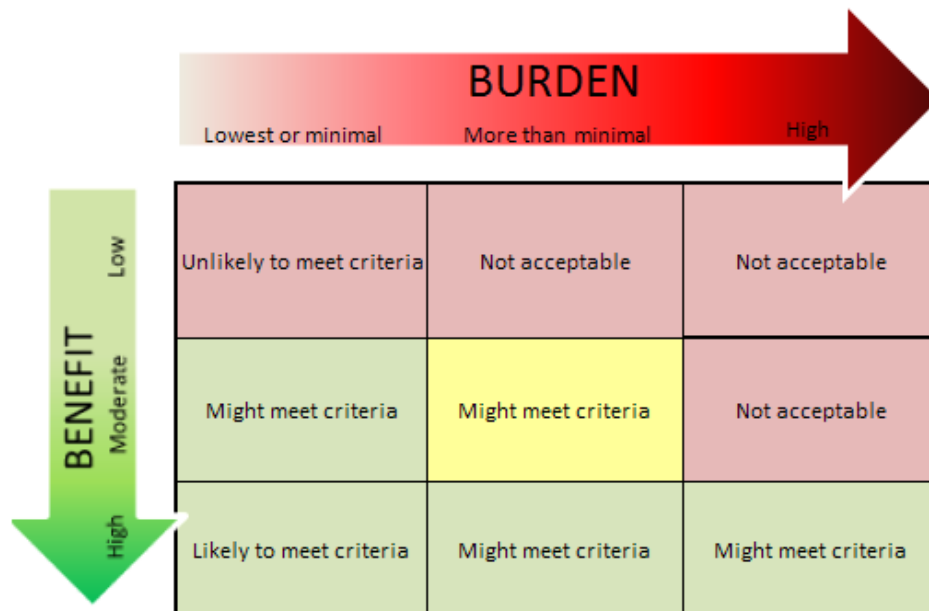 BURDEN
Lowest or minimal
More than minimal
High
BENEFIT
Low
Moderate
High
Unlikely to meet criteria
Not acceptable
Not acceptable
Might meet criteria
Might meet criteria
Not acceptable
Likely to meet criteria
Might meet criteria
Might meet criteria